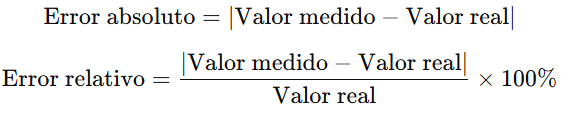 Error absoluto = |Valor medido − Valor real|
Error relativo = |Valor medido − Valor real| / Valor real × 100%